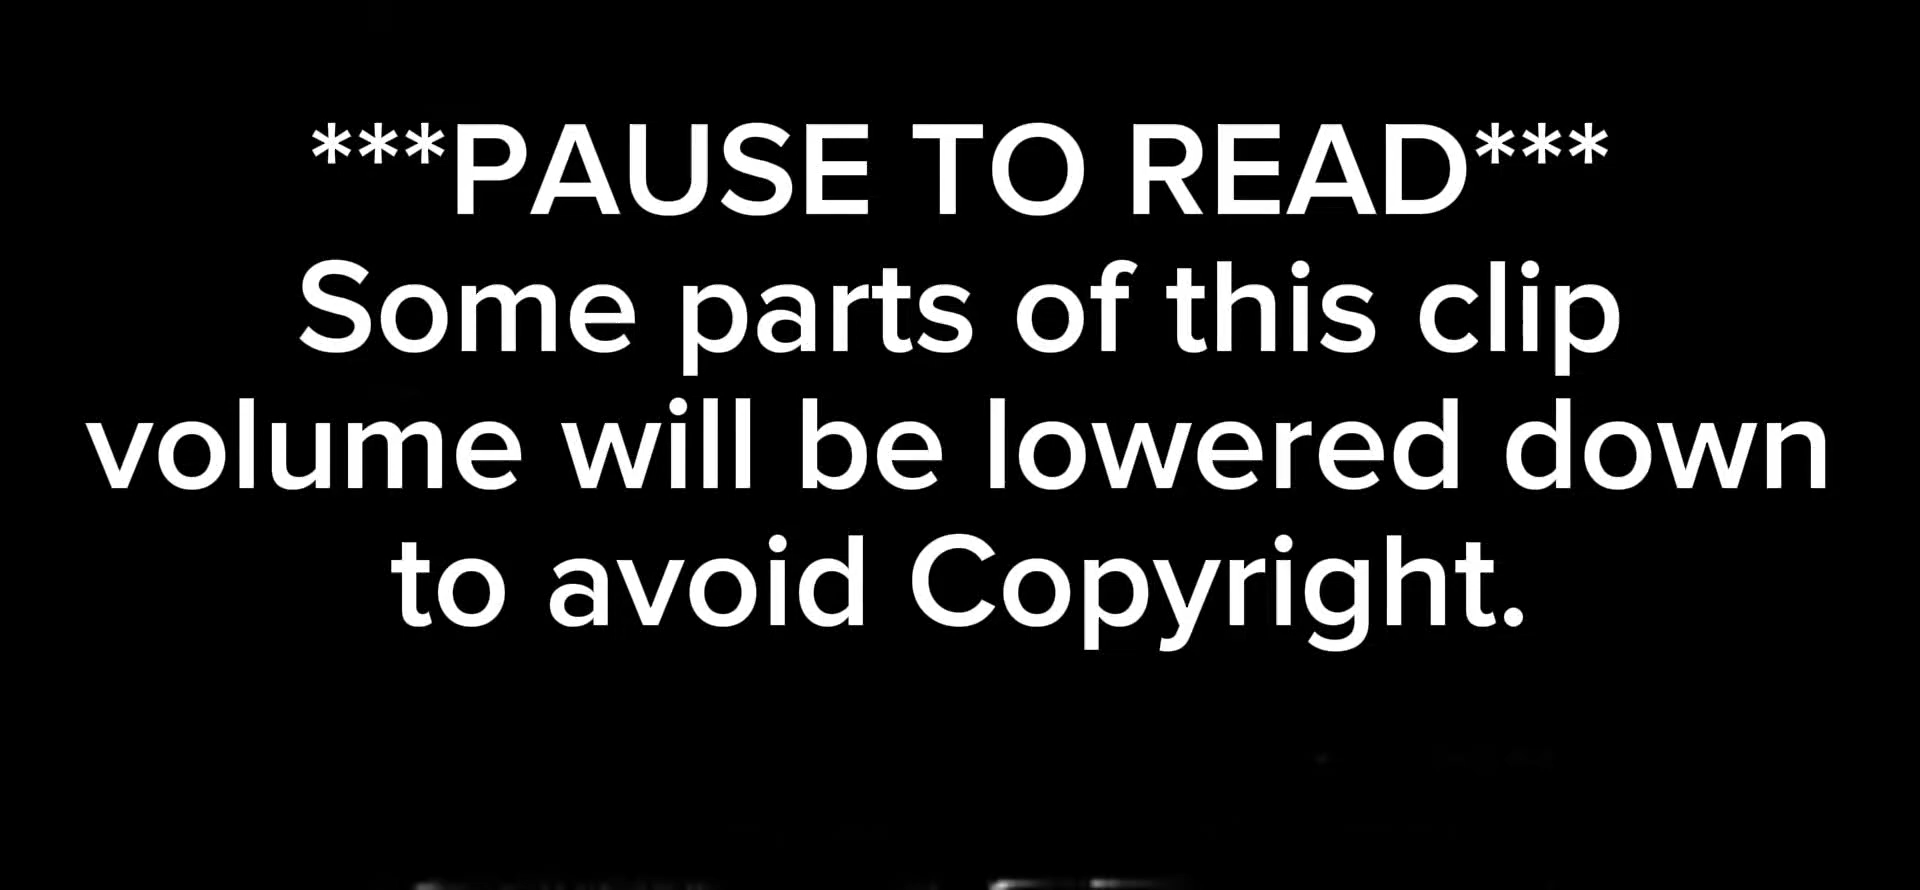 ***PAUSE TO READ***
Some parts of this clip
volume will be lowered down
to avoid Copyright.